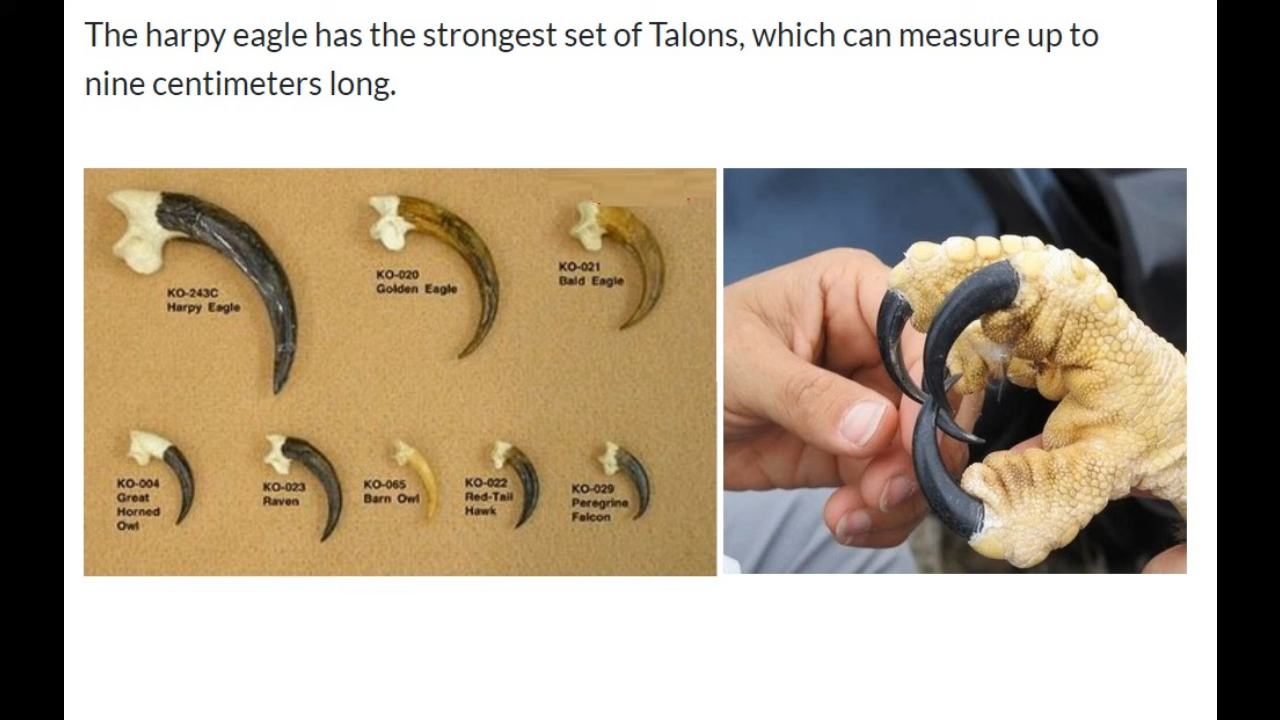 The harpy eagle has the strongest set of Talons, which can measure up to
nine centimeters long.
KO-243C
Harpy Eagle
KO-020
Golden Eagle
KO-021
Bald Eagle
KO-004
Great
Horned
Owl
KO-023
Raven
KO-065
Barn Owl
KO-022
Red-Tail
Hawk
KO-029
Peregrine
Falcon